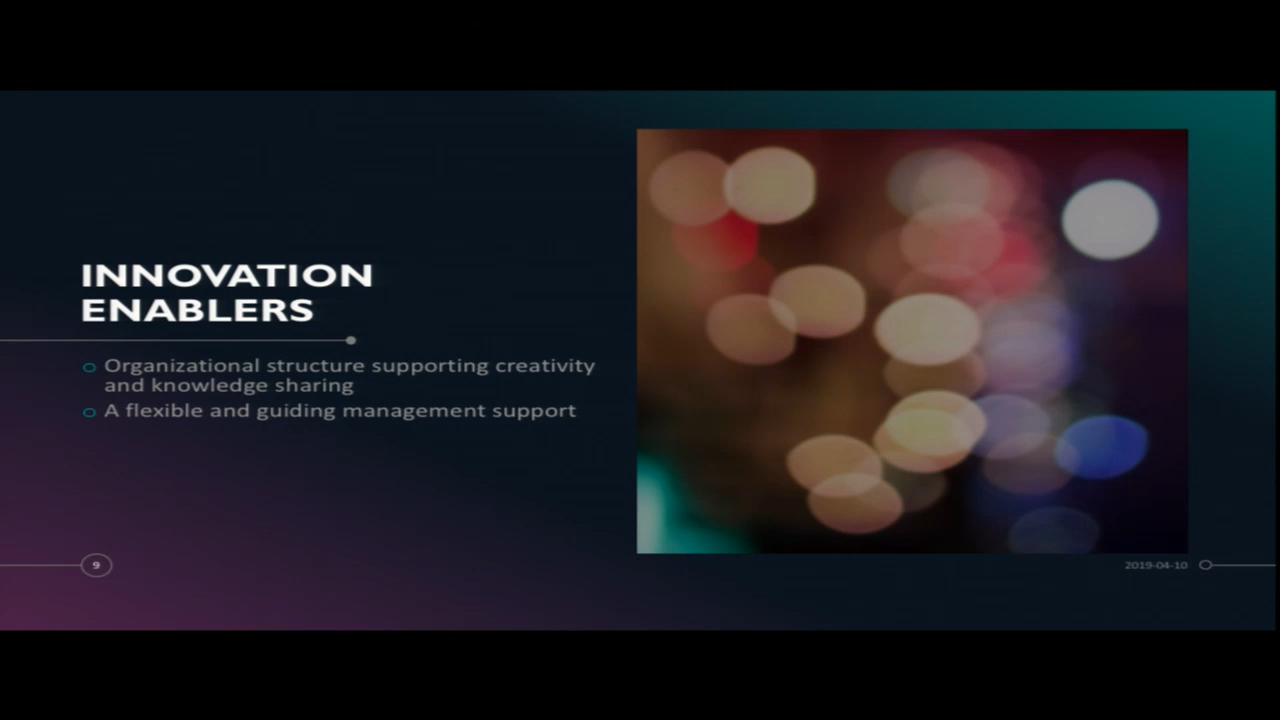 INNOVATION
ENABLERS
Organizational structure supporting creativity
and knowledge sharing
A flexible and guiding management support
9
2019-04-10